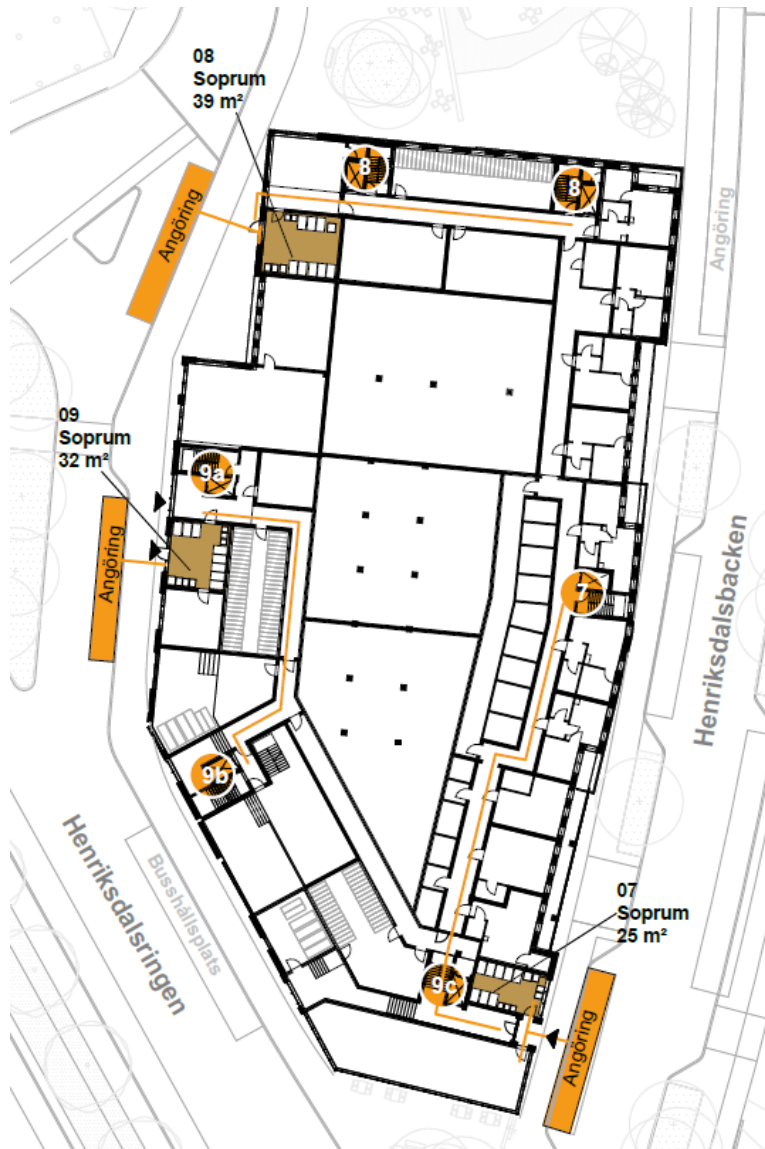 08
Soprum
39 m²
8
8
Angöring
Angöring
09
Soprum
32 m²
9a
Angöring
7
Henriksdalsbacken
9b
Henriksdalsringen
Busshållsplats
07
Soprum
25 m²
9c
Angöring